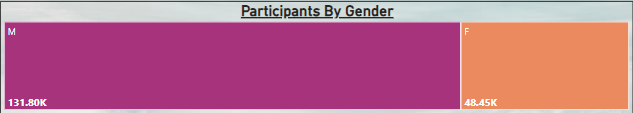 Participants By Gender
M
F
131.80K
48.45K